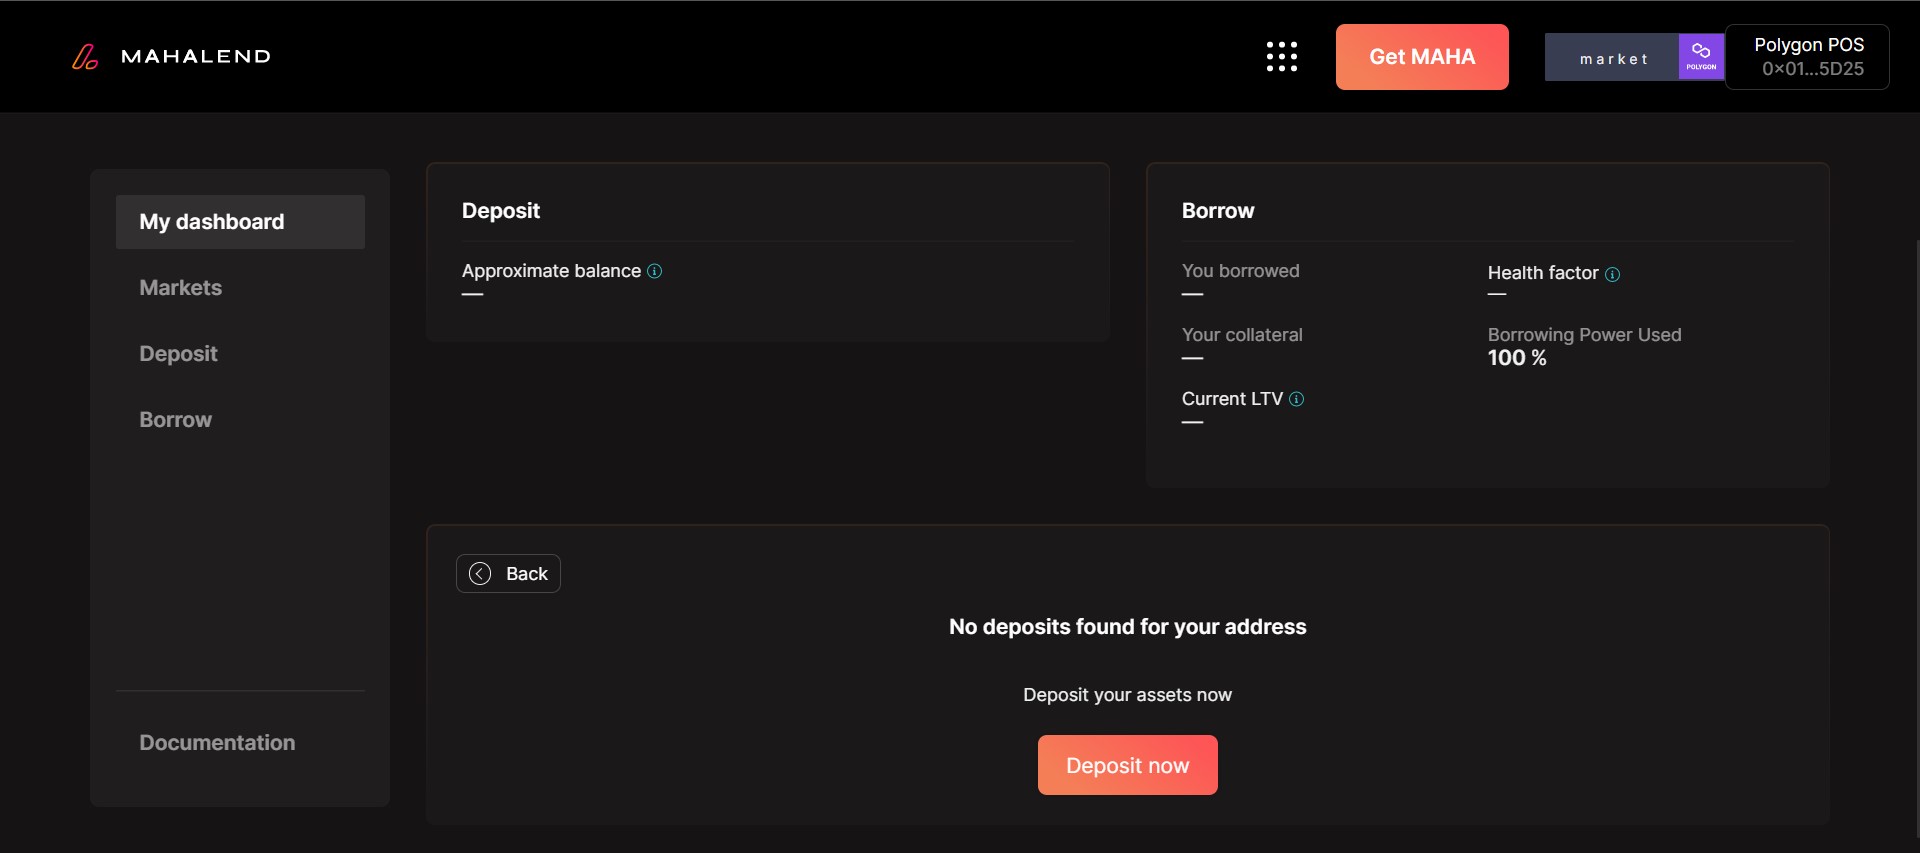 MAHALEND
Get MAHA
market
POLYGON
Polygon POS
0x01...5D25
My dashboard
Markets
Deposit
Borrow
Documentation
Deposit
Approximate balance
—
Borrow
You borrowed
—
Health factor
—
Your collateral
—
Borrowing Power Used
100 %
Current LTV
—
Back
No deposits found for your address
Deposit your assets now
Deposit now